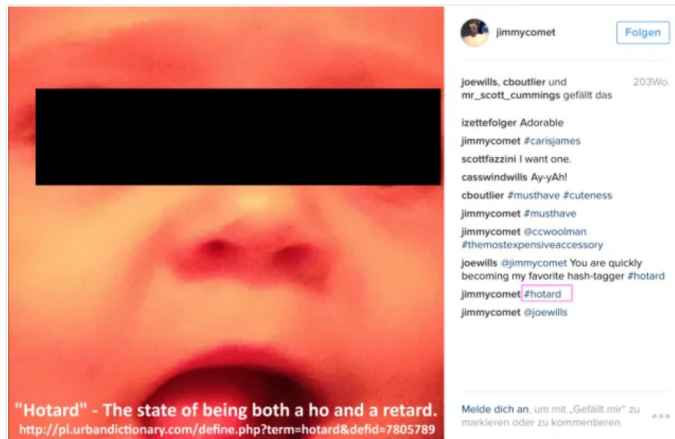 jimmycomet
Folgen
joewills, cboutlier und
mr_scott_cummings gefällt das
203Wo.
izettefolger Adorable
jimmycomet #carisjames
scottfazzini I want one.
casswindwills Ay-yAh!
cboutlier #musthave #cuteness
jimmycomet #musthave
jimmycomet @ccwoolman
#themostexpensiveaccessory
joewills @jimmycomet You are quickly
becoming my favorite hash-tagger #hotard
jimmycomet #hotard
jimmycomet @joewills
"Hotard" - The state of being both a ho and a retard.
http://pl.urbandictionary.com/define.php?term=hotard&defid=7805789
Melde dich an, um mit „Gefällt mir" zu
markieren oder zu kommentieren.